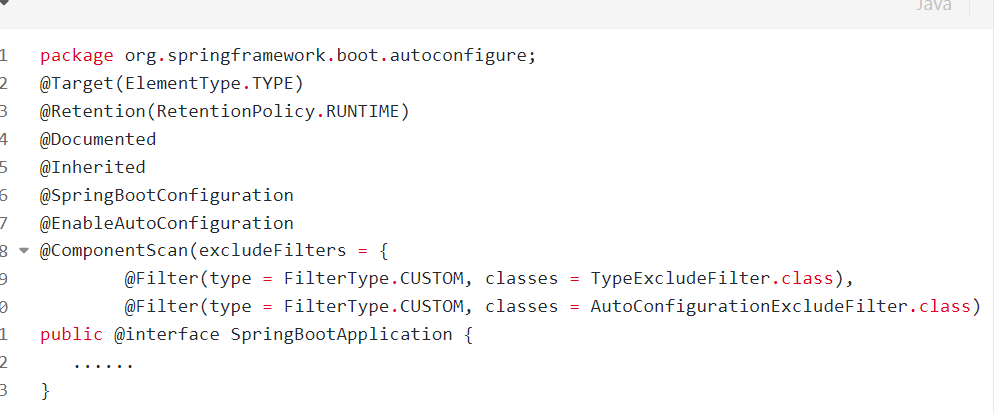 Java
1 package org.springframework.boot.autoconfigure;
2 @Target(ElementType.TYPE)
3 @Retention(RetentionPolicy.RUNTIME)
4 @Documented
5 @Inherited
6 @SpringBootConfiguration
7 @EnableAutoConfiguration
8 @ComponentScan(excludeFilters = {
9 @Filter(type = FilterType.CUSTOM, classes = TypeExcludeFilter.class),
0 @Filter(type = FilterType.CUSTOM, classes = AutoConfigurationExcludeFilter.class)
1 public @interface SpringBootApplication {
2 ......
3 }